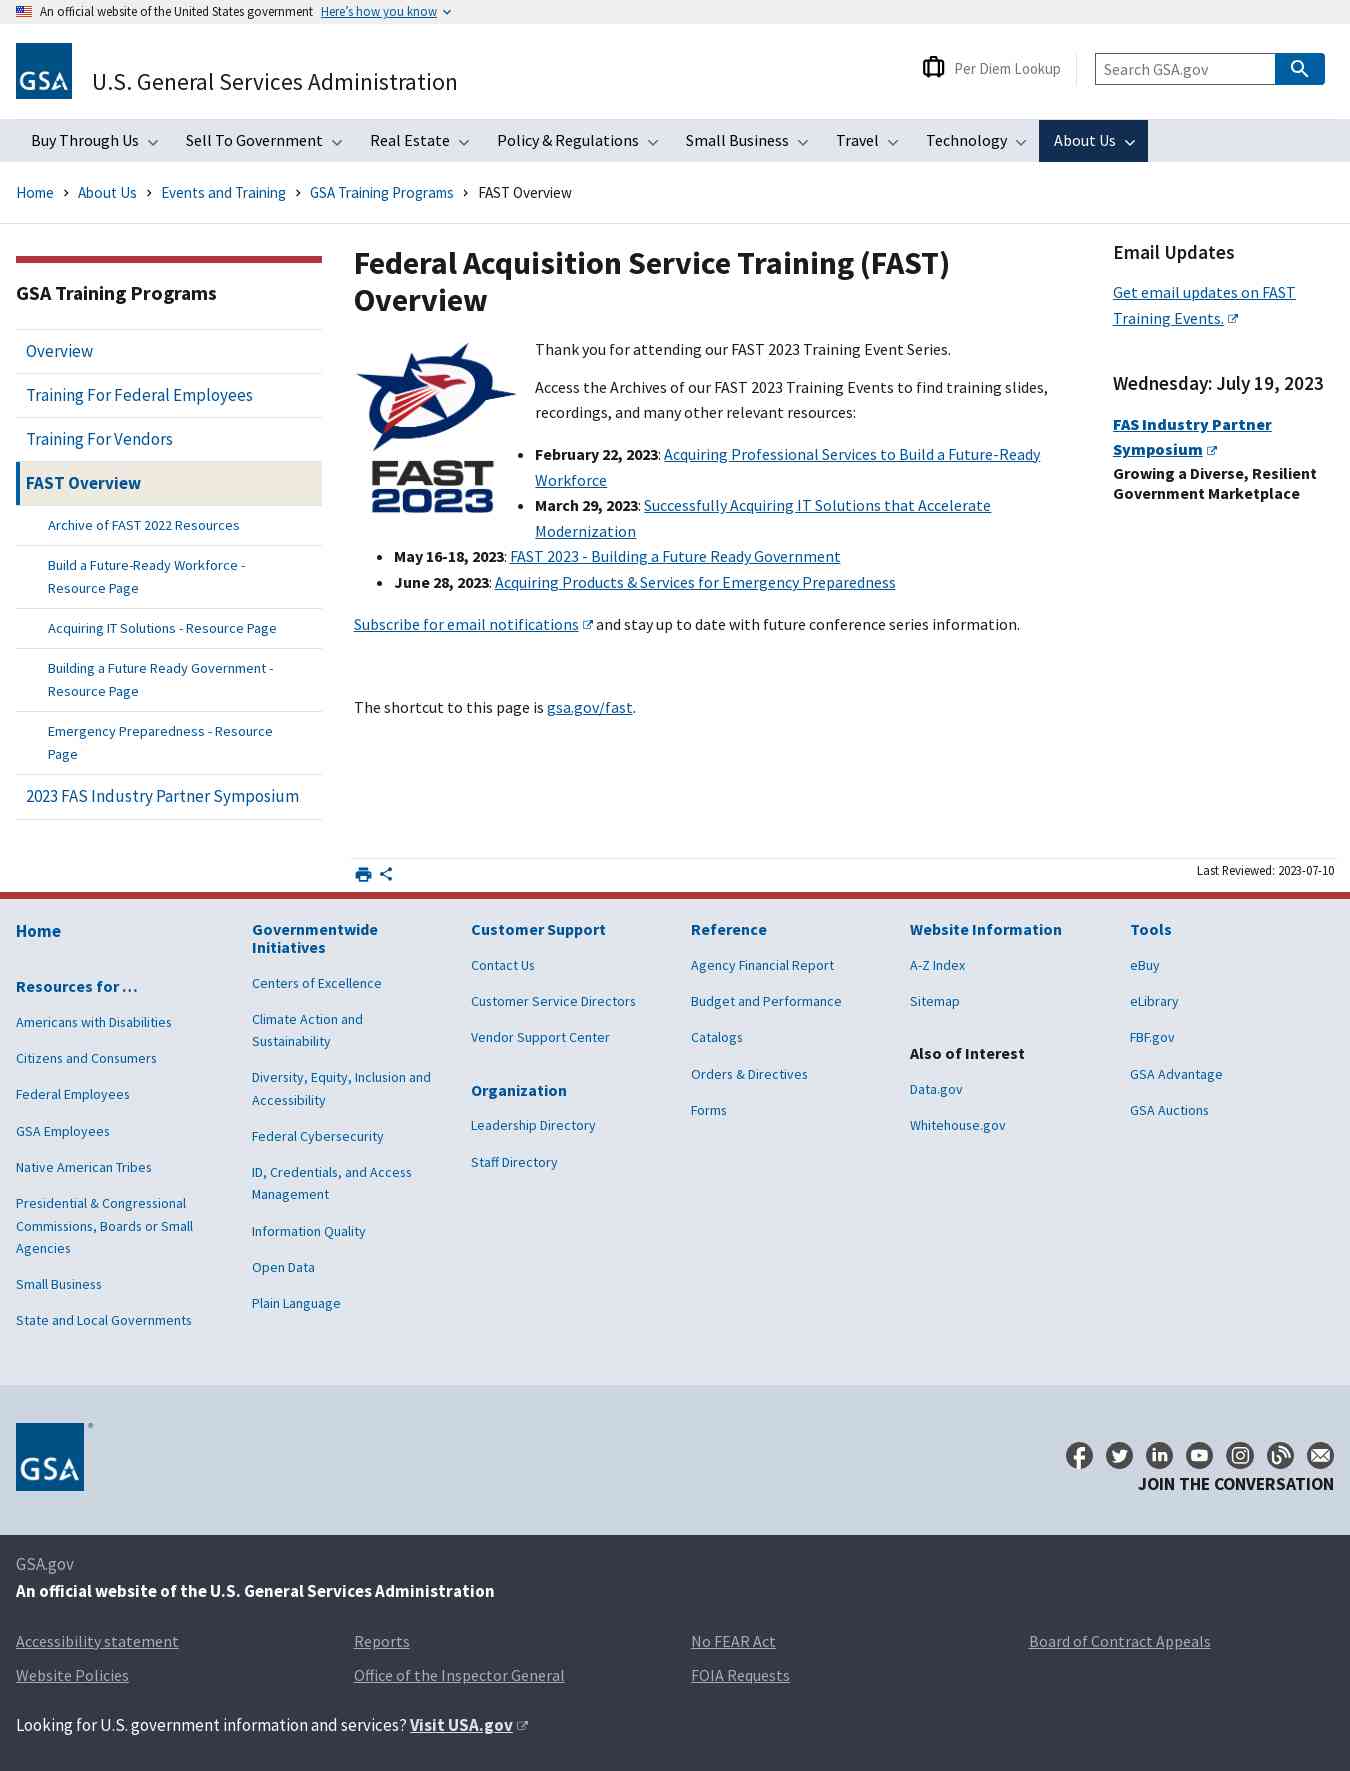 An official website of the United States government Here's how you know
GSA
U.S. General Services Administration
Per Diem Lookup
Search GSA.gov
Buy Through Us Sell To Government Real Estate Policy & Regulations Small Business Travel Technology About Us
Home > About Us > Events and Training > GSA Training Programs > FAST Overview
GSA Training Programs
Overview
Training For Federal Employees
Training For Vendors
FAST Overview
Archive of FAST 2022 Resources
Build a Future-Ready Workforce -
Resource Page
Acquiring IT Solutions - Resource Page
Building a Future Ready Government -
Resource Page
Emergency Preparedness - Resource
Page
2023 FAS Industry Partner Symposium
Federal Acquisition Service Training (FAST)
Overview
FAST
2023
Thank you for attending our FAST 2023 Training Event Series.
Access the Archives of our FAST 2023 Training Events to find training slides,
recordings, and many other relevant resources:
• February 22, 2023: Acquiring Professional Services to Build a Future-Ready
Workforce
• March 29, 2023: Successfully Acquiring IT Solutions that Accelerate
Modernization
• May 16-18, 2023: FAST 2023 - Building a Future Ready Government
• June 28, 2023: Acquiring Products & Services for Emergency Preparedness
Subscribe for email notifications and stay up to date with future conference series information.
The shortcut to this page is gsa.gov/fast.
Email Updates
Get email updates on FAST
Training Events.
Wednesday: July 19, 2023
FAS Industry Partner
Symposium
Growing a Diverse, Resilient
Government Marketplace
Last Reviewed: 2023-07-10
Home
Resources for …
Americans with Disabilities
Citizens and Consumers
Federal Employees
GSA Employees
Native American Tribes
Presidential & Congressional
Commissions, Boards or Small
Agencies
Small Business
State and Local Governments
Governmentwide
Initiatives
Centers of Excellence
Climate Action and
Sustainability
Diversity, Equity, Inclusion and
Accessibility
Federal Cybersecurity
ID, Credentials, and Access
Management
Information Quality
Open Data
Plain Language
Customer Support
Contact Us
Customer Service Directors
Vendor Support Center
Organization
Leadership Directory
Staff Directory
Reference
Agency Financial Report
Budget and Performance
Catalogs
Orders & Directives
Forms
Website Information
A-Z Index
Sitemap
Also of Interest
Data.gov
Whitehouse.gov
Tools
eBuy
eLibrary
FBF.gov
GSA Advantage
GSA Auctions
GSA ®
JOIN THE CONVERSATION
GSA.gov
An official website of the U.S. General Services Administration
Accessibility statement Reports No FEAR Act Board of Contract Appeals
Website Policies Office of the Inspector General FOIA Requests
Looking for U.S. government information and services? Visit USA.gov